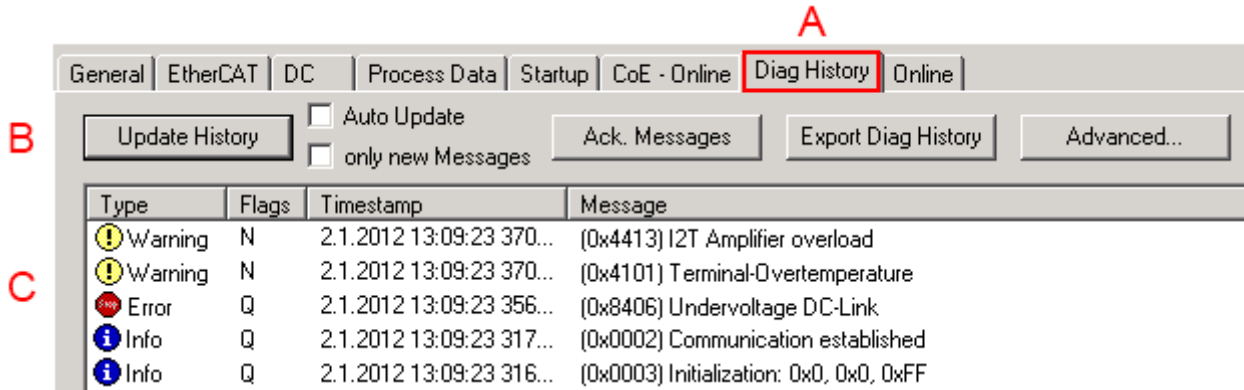 A
General EtherCAT DC Process Data Startup CoE - Online Diag History Online
B
Update History Auto Update Ack. Messages Export Diag History Advanced...
only new Messages
Type Flags Timestamp Message
C
Warning N 2.1.2012 13:09:23 370... (0x4413) I2T Amplifier overload
Warning N 2.1.2012 13:09:23 370... (0x4101) Terminal-Overtemperature
Error Q 2.1.2012 13:09:23 356... (0x8406) Undervoltage DC-Link
Info Q 2.1.2012 13:09:23 317... (0x0002) Communication established
Info Q 2.1.2012 13:09:23 316... (0x0003) Initialization: 0x0, 0x0, 0xFF